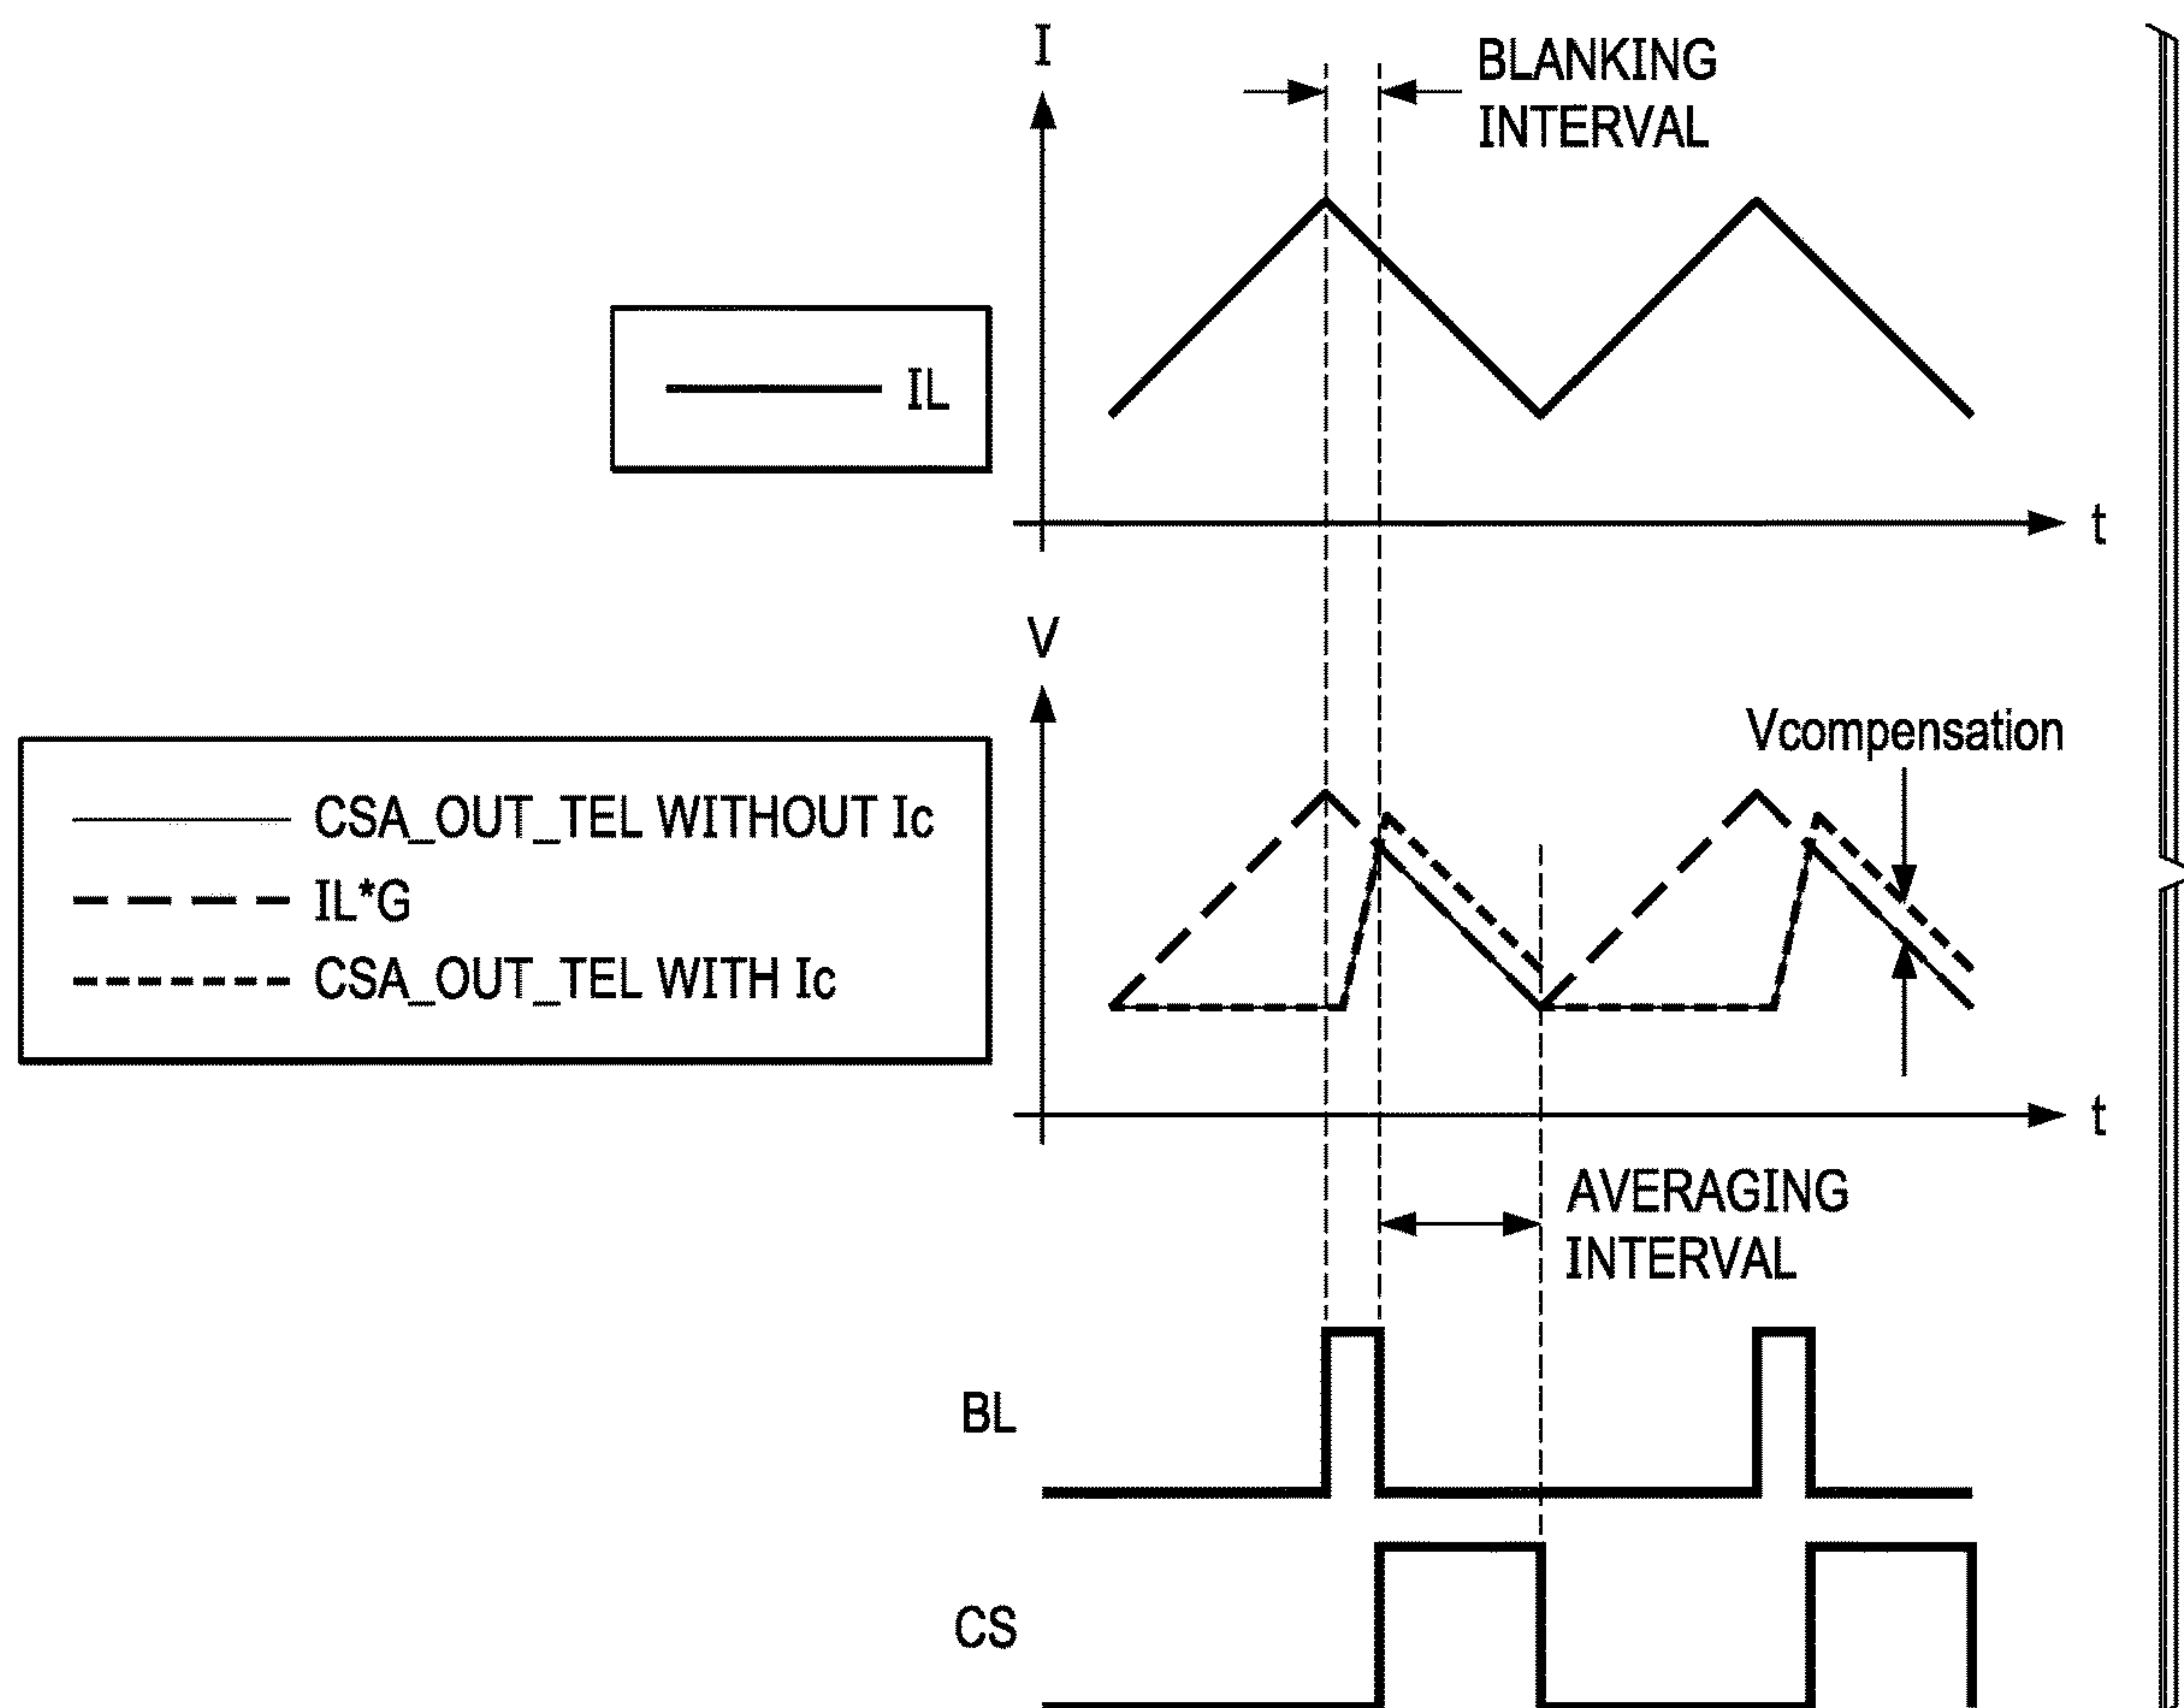 I
BLANKING
INTERVAL
IL
t
V
Vcompensation
CSA_OUT_TEL WITHOUT Ic
IL*G
CSA_OUT_TEL WITH Ic
t
AVERAGING
INTERVAL
BL
CS